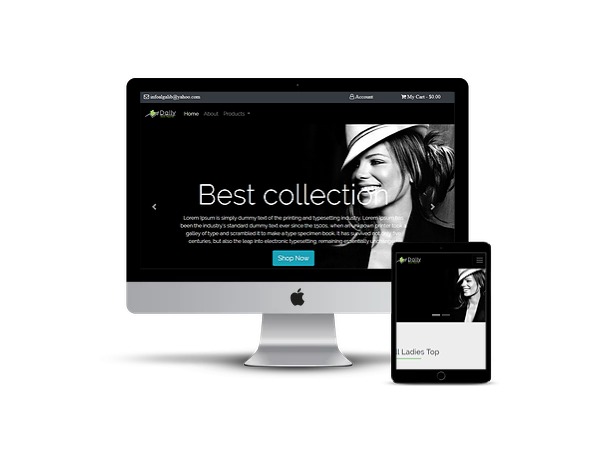 infoalgalib@yahoo.com Account My Cart - $0.00
Daily Home About Products
Best collection
Lorem Ipsum is simply dummy text of the printing and typesetting industry. Lorem Ipsum has
been the industry's standard dummy text ever since the 1500s, when an unknown printer took a
galley of type and scrambled it to make a type specimen book. It has survived not only five
centuries, but also the leap into electronic typesetting, remaining essentially
Shop Now
Daily
ll Ladies Top